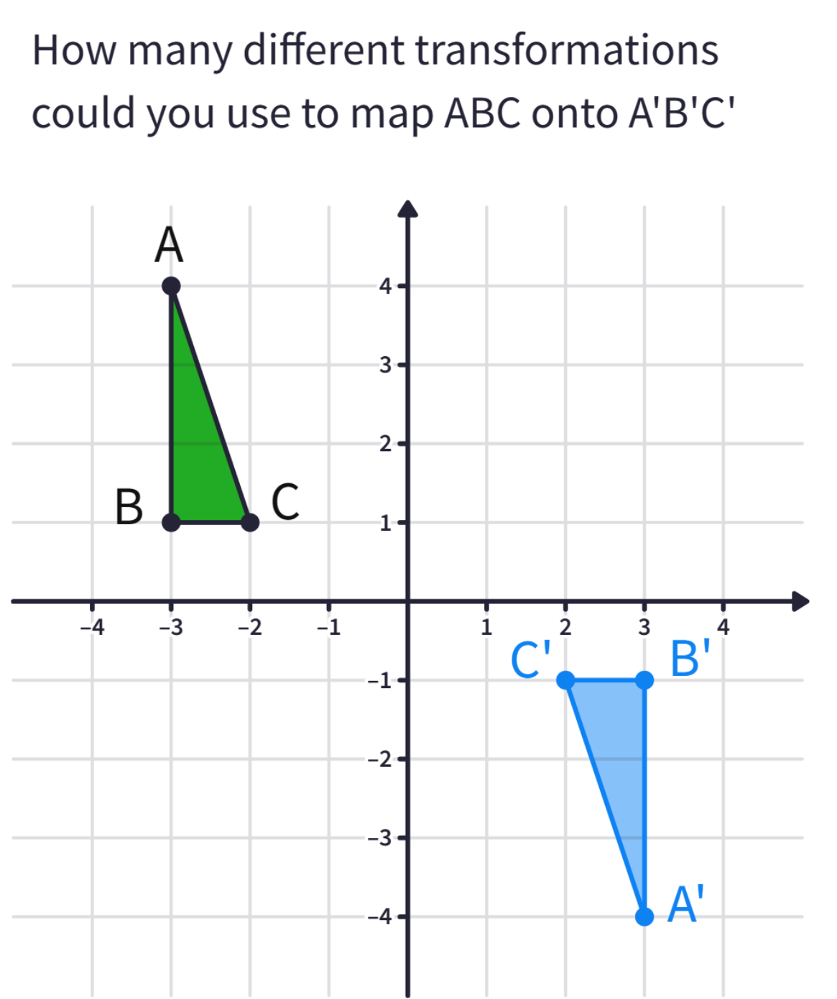 How many different transformations
could you use to map ABC onto A'B'C'
A
4
3
2
B
C
1
–4
–3
–2
–1
1
2
3
4
C'
B'
–1
–2
–3
A'
–4